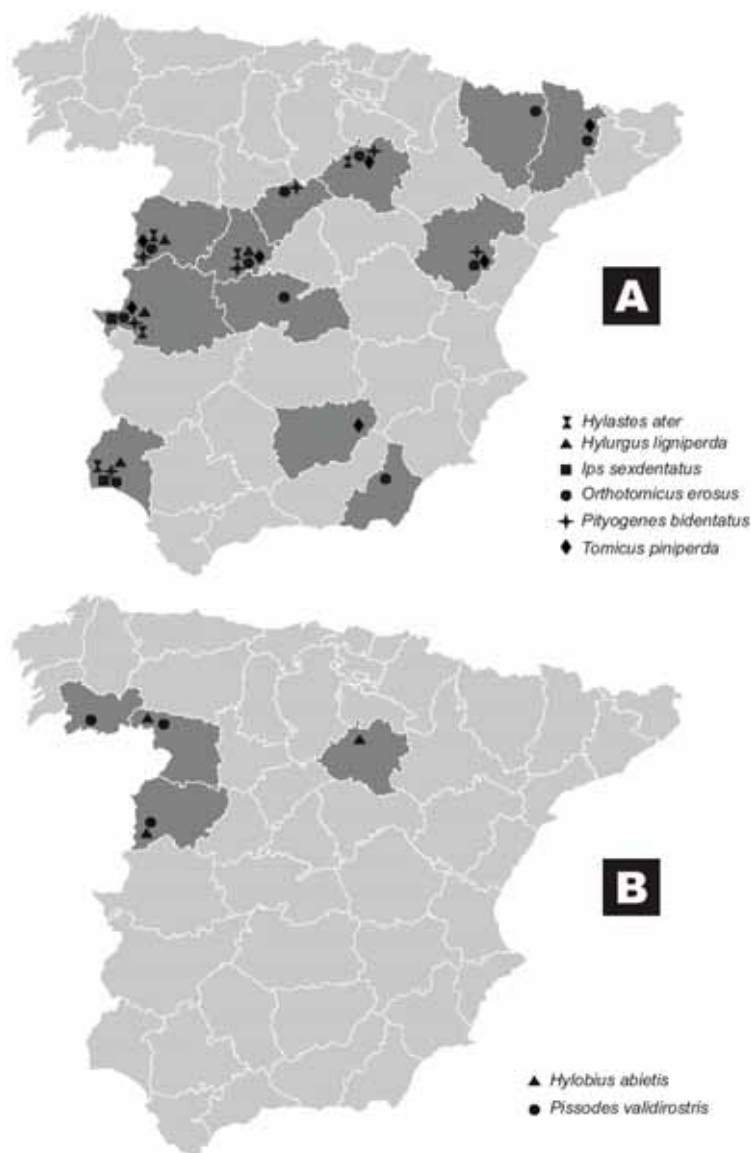 A
Hylastes ater
Hylurgus ligniperda
Ips sexdentatus
Orthotomicus erosus
Pityogenes bidentatus
Tomicus piniperda
B
Hylobius abietis
Pissodes validirostris